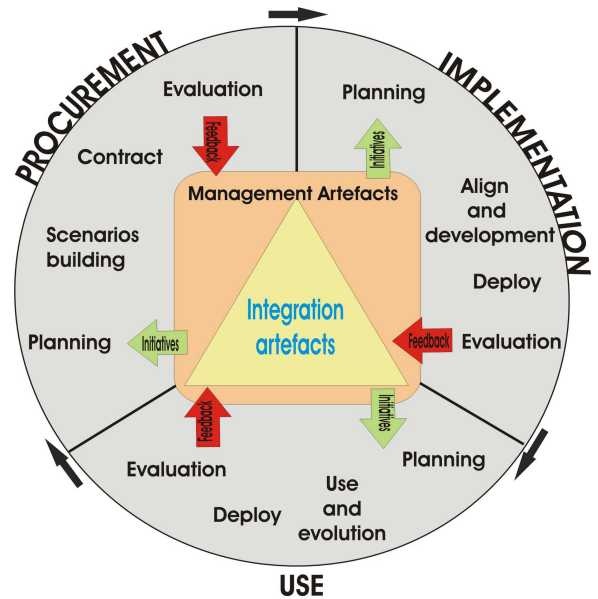 PROCUREMENT
IMPLEMENTATION
Evaluation
Feedback
Contract
Scenarios
building
Planning
Initiatives
Planning
Initiatives
Align
and
development
Deploy
Evaluation
Feedback
Management Artefacts
Integration
artefacts
Initiatives
Planning
Use
and
evolution
Deploy
Evaluation
Feedback
USE